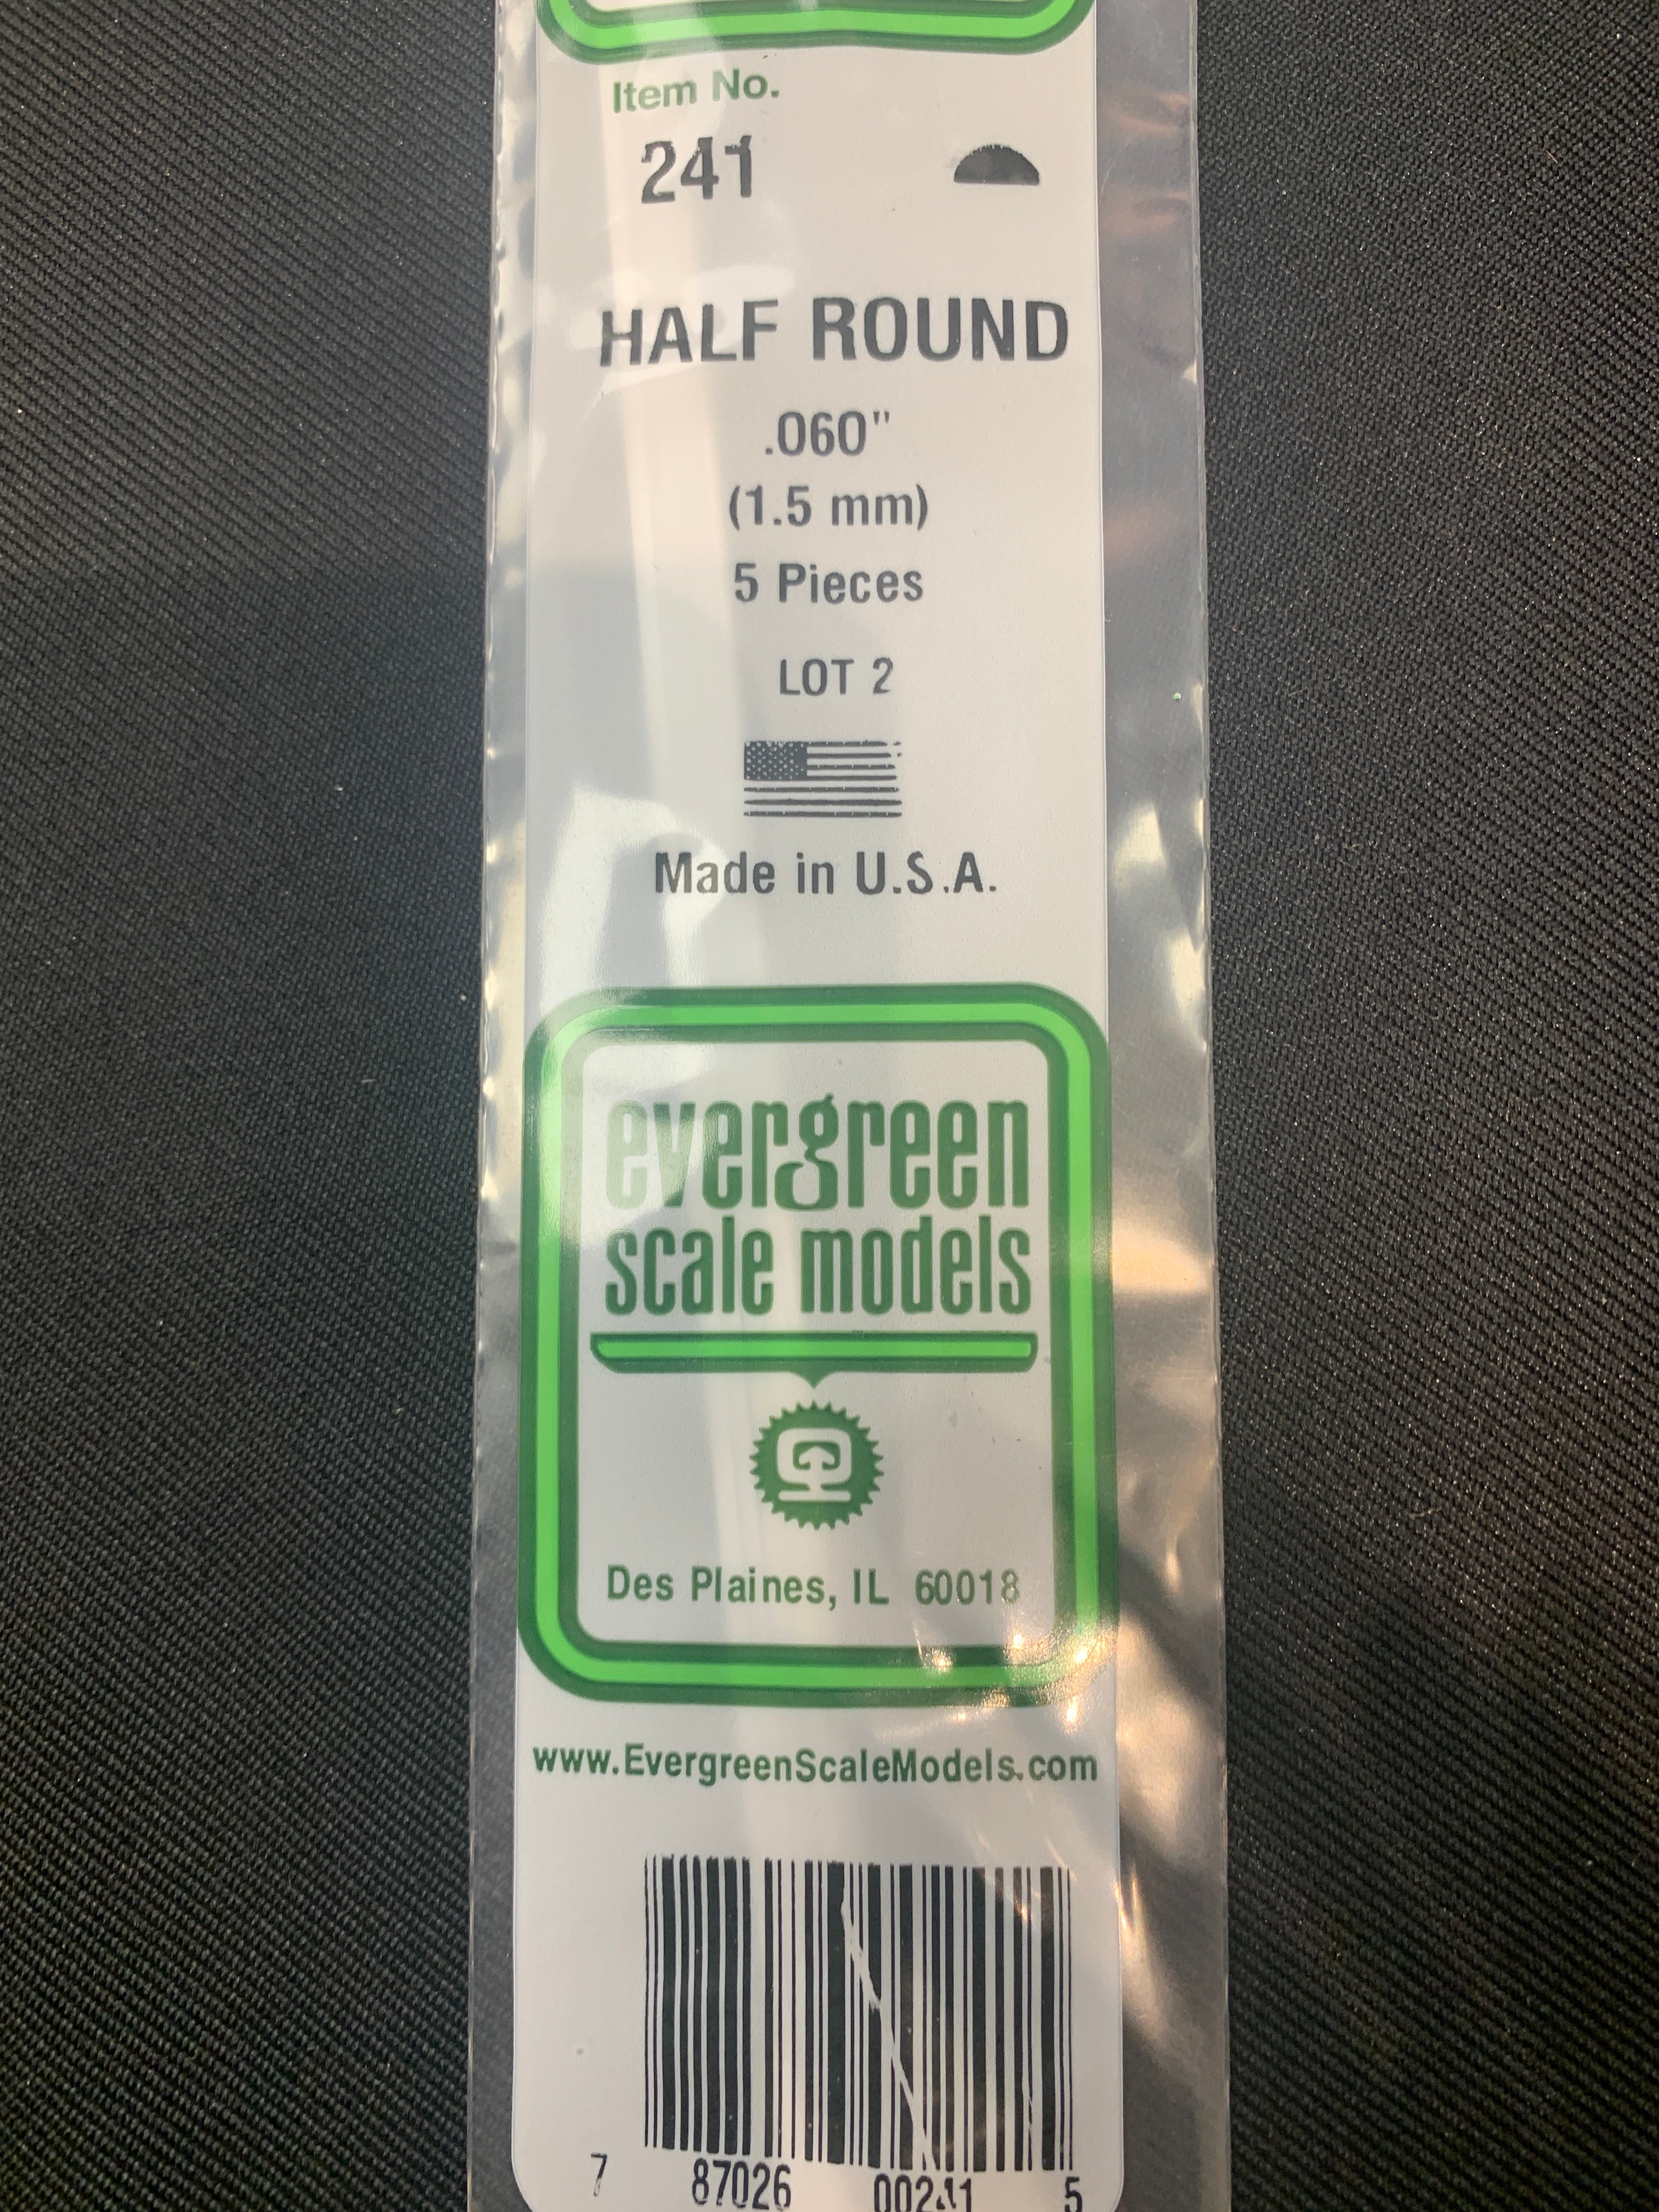 Item No.
241
HALF ROUND
.060"
(1.5 mm)
5 Pieces
LOT 2
Made in U.S.A.
evergreen
scale models
Des Plaines, IL 60018
www.EvergreenScaleModels.com
7 87026 00241 5